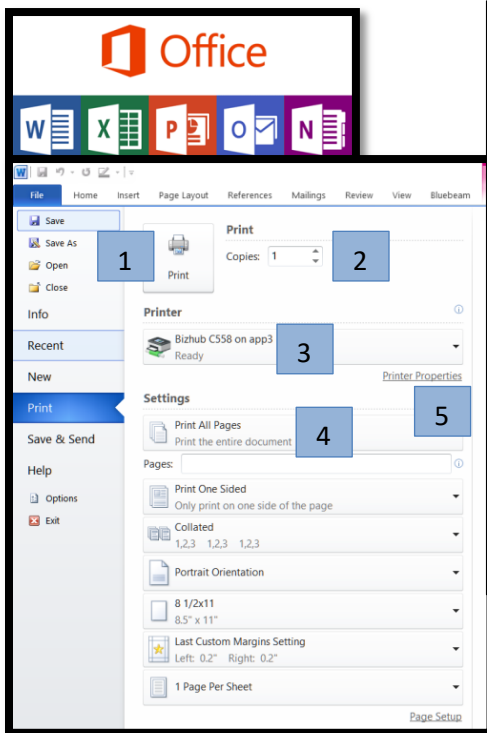 Office
W X P O N
W
File Home Insert Page Layout References Mailings Review View Bluebeam
Save
Save As
Open
Close
Info
Recent
New
Print
Save & Send
Help
Options
Exit
1
Print
Print
Copies: 1
2
Printer
Bizhub C558 on app3
Ready
3
Printer Properties
Settings
5
Print All Pages
Print the entire document
4
Pages:
Print One Sided
Only print on one side of the page
Collated
1,2,3 1,2,3 1,2,3
Portrait Orientation
8 1/2x11
8.5" x 11"
Last Custom Margins Setting
Left: 0.2" Right: 0.2"
1 Page Per Sheet
Page Setup